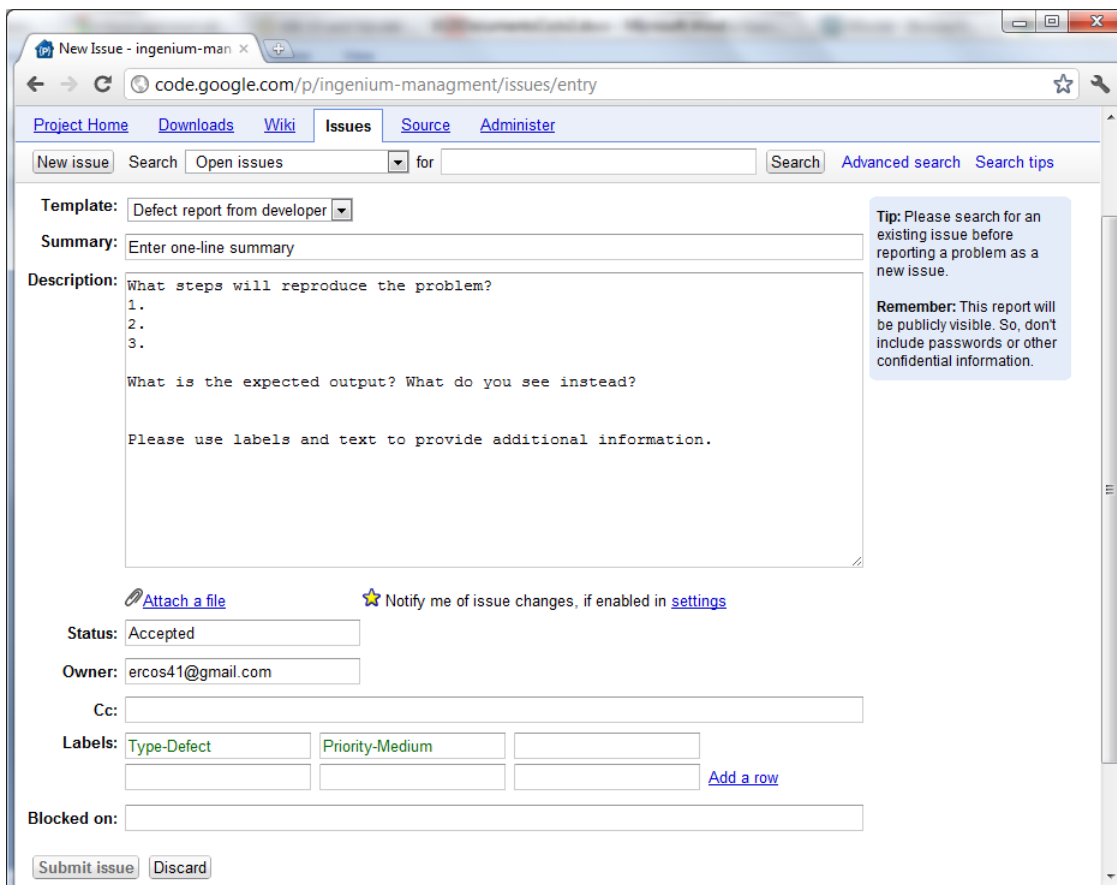 New Issue - ingenium-man
code.google.com/p/ingenium-managment/issues/entry
Project Home Downloads Wiki Issues Source Administer
New issue Search Open issues for Search Advanced search Search tips
Template: Defect report from developer
Summary: Enter one-line summary
Description: What steps will reproduce the problem?
1.
2.
3.
What is the expected output? What do you see instead?
Please use labels and text to provide additional information.
Tip: Please search for an
existing issue before
reporting a problem as a
new issue.
Remember: This report will
be publicly visible. So, don't
include passwords or other
confidential information.
Attach a file Notify me of issue changes, if enabled in settings
Status: Accepted
Owner: ercos41@gmail.com
Cc:
Labels: Type-Defect Priority-Medium
Add a row
Blocked on:
Submit issue Discard